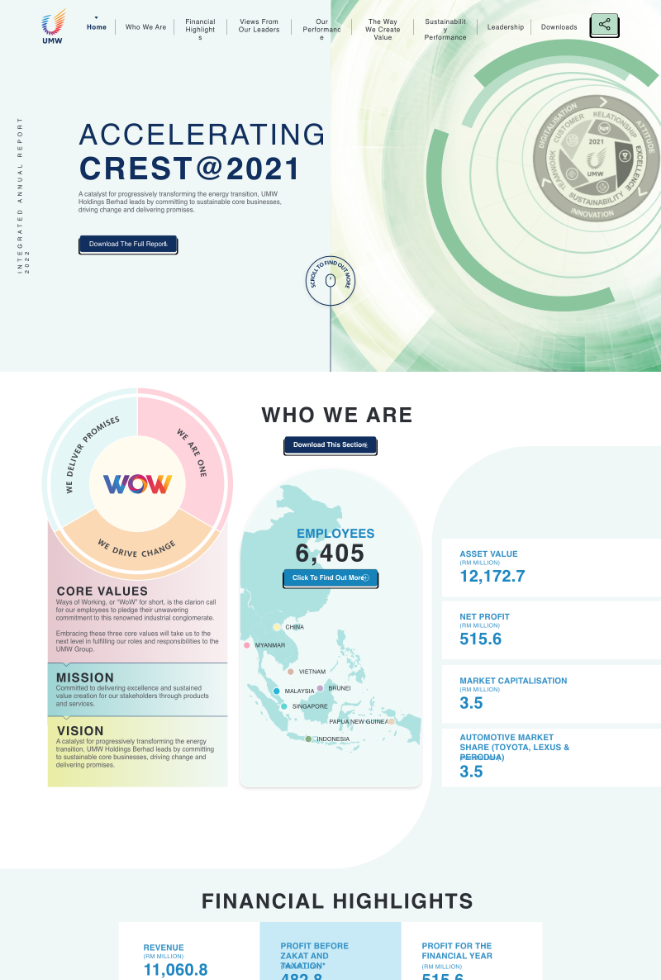 UMW
Home
Who We Are
Financial
Highlight
s
Views From
Our Leaders
Our
Performanc
e
The Way
We Create
Value
Sustainabilit
y
Performance
Leadership
Downloads
INTEGRATED ANNUAL REPORT
2022
ACCELERATING
CREST@2021
A catalyst for progressively transforming the energy transition, UMW
Holdings Berhad leads by committing to sustainable core businesses,
driving change and delivering promises.
Download The Full Report
SCROLL TO FIND OUT MORE
DIGITALISATION
ATTITUDE
INNOVATION
CUSTOMER RELATIONSHIP
EXCELLENCE
SUSTAINABILITY
TEAMWORK
2021
UMW
WE DELIVER PROMISES
WE ARE ONE
WE DRIVE CHANGE
WOW
WHO WE ARE
Download This Section
CORE VALUES
Ways of Working, or "WoW" for short, is the clarion call
for our employees to pledge their unwavering
commitment to this renowned industrial conglomerate.
Embracing these three core values will take us to the
next level in fulfilling our roles and responsibilities to the
UMW Group.
MISSION
Committed to delivering excellence and sustained
value creation for our stakeholders through products
and services.
VISION
A catalyst for progressively transforming the energy
transition, UMW Holdings Berhad leads by committing
to sustainable core businesses, driving change and
delivering promises.
EMPLOYEES
6,405
Click To Find Out More
CHINA
MYANMAR
VIETNAM
MALAYSIA
BRUNEI
SINGAPORE
PAPUA NEW GUINEA
INDONESIA
ASSET VALUE
(RM MILLION)
12,172.7
NET PROFIT
(RM MILLION)
515.6
MARKET CAPITALISATION
(RM MILLION)
3.5
AUTOMOTIVE MARKET
SHARE (TOYOTA, LEXUS &
PERODUA)
3.5
FINANCIAL HIGHLIGHTS
REVENUE
(RM MILLION)
11,060.8
PROFIT BEFORE
ZAKAT AND
TAXATION*
482.8
PROFIT FOR THE
FINANCIAL YEAR
(RM MILLION)
515.6